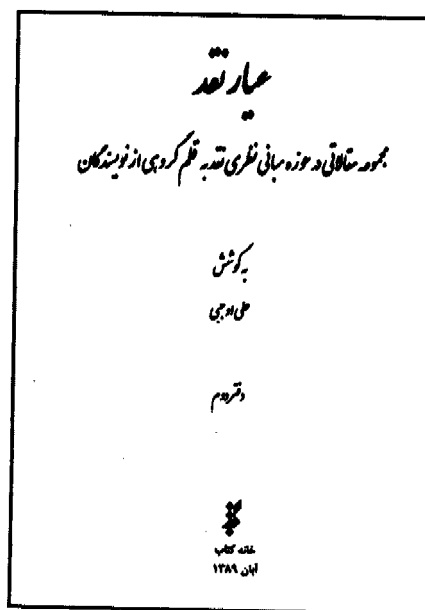 عیار نقد
مجموعه مقالاتی در حوزه مبانی نظری نقد به قلم گروهی از نویسندگان
به کوشش
علی اوجبی
دفتر دوم
خانه کتاب
آبان ۱۳۸۹